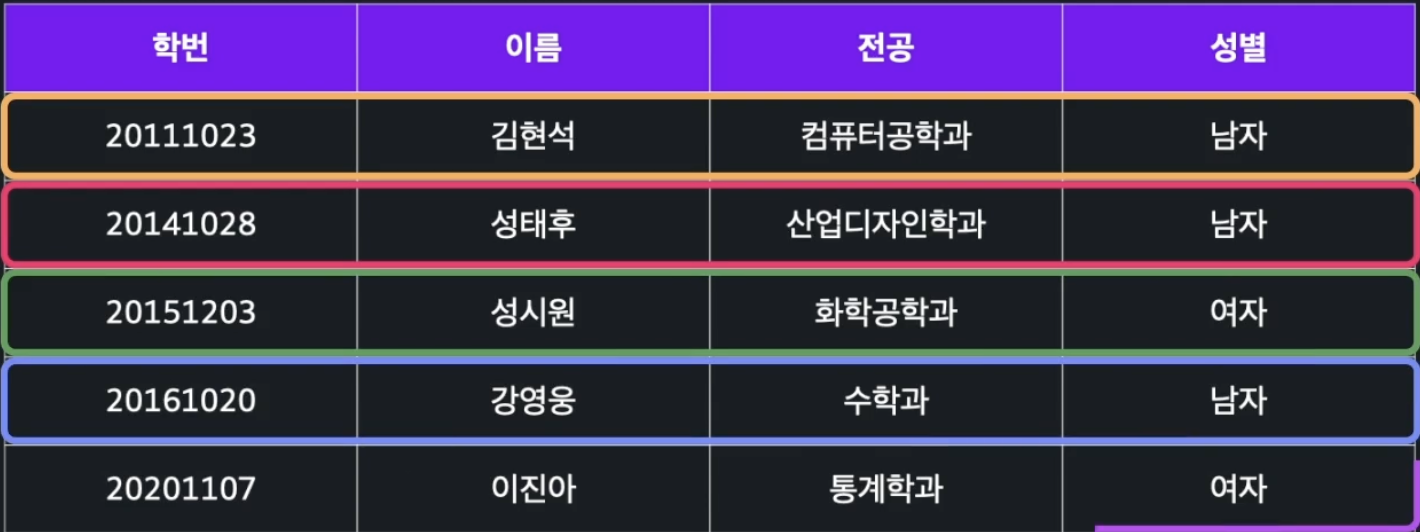 학번 이름 전공 성별
20111023 김현석 컴퓨터공학과 남자
20141028 성태후 산업디자인학과 남자
20151203 성시원 화학공학과 여자
20161020 강영웅 수학과 남자
20201107 이진아 통계학과 여자